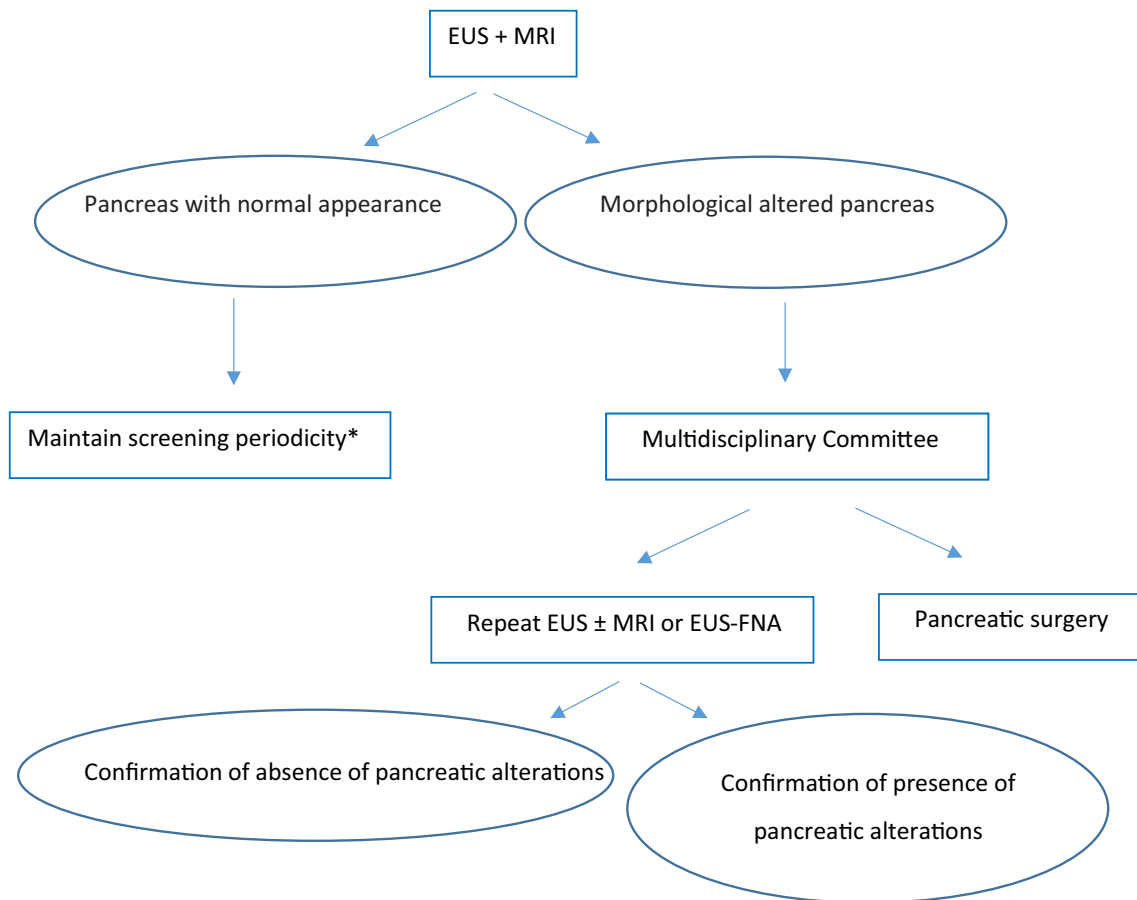 EUS + MRI
Pancreas with normal appearance
Morphological altered pancreas
Maintain screening periodicity*
Multidisciplinary Committee
Repeat EUS ± MRI or EUS-FNA
Pancreatic surgery
Confirmation of absence of pancreatic alterations
Confirmation of presence of
pancreatic alterations